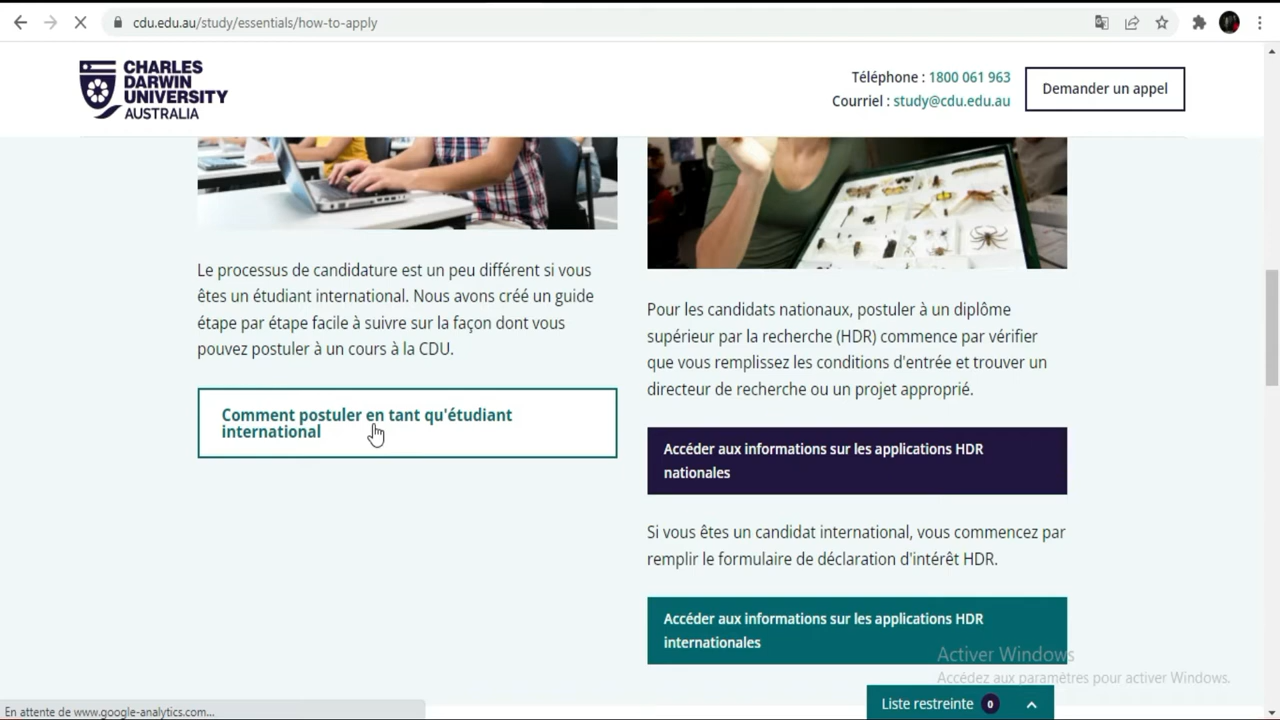 cdu.edu.au/study/essentials/how-to-apply
CHARLES
DARWIN
UNIVERSITY
AUSTRALIA
Téléphone : 1800 061 963
Courriel : study@cdu.edu.au
Demander un appel
Le processus de candidature est un peu différent si vous
êtes un étudiant international. Nous avons créé un guide
étape par étape facile à suivre sur la façon dont vous
pouvez postuler à un cours à la CDU.
Comment postuler en tant qu'étudiant
international
Pour les candidats nationaux, postuler à un diplôme
supérieur par la recherche (HDR) commence par vérifier
que vous remplissez les conditions d'entrée et trouver un
directeur de recherche ou un projet approprié.
Accéder aux informations sur les applications HDR
nationales
Si vous êtes un candidat international, vous commencez par
remplir le formulaire de déclaration d'intérêt HDR.
Accéder aux informations sur les applications HDR
internationales
Activer Windows
Accédez aux paramètres pour activer Windows.
Liste restreinte 0
En attente de www.google-analytics.com...